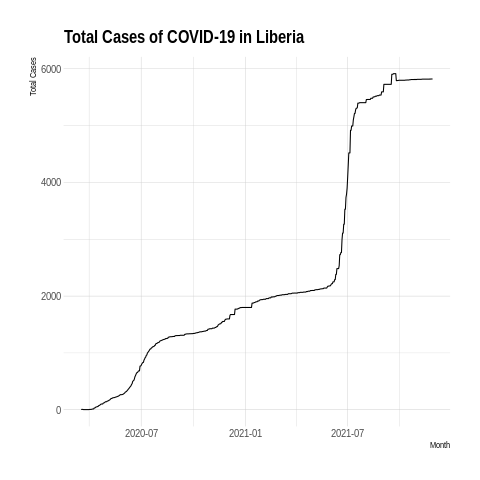 Total Cases of COVID-19 in Liberia
Total Cases
6000
4000
2000
0
2020-07
2021-01
2021-07
Month